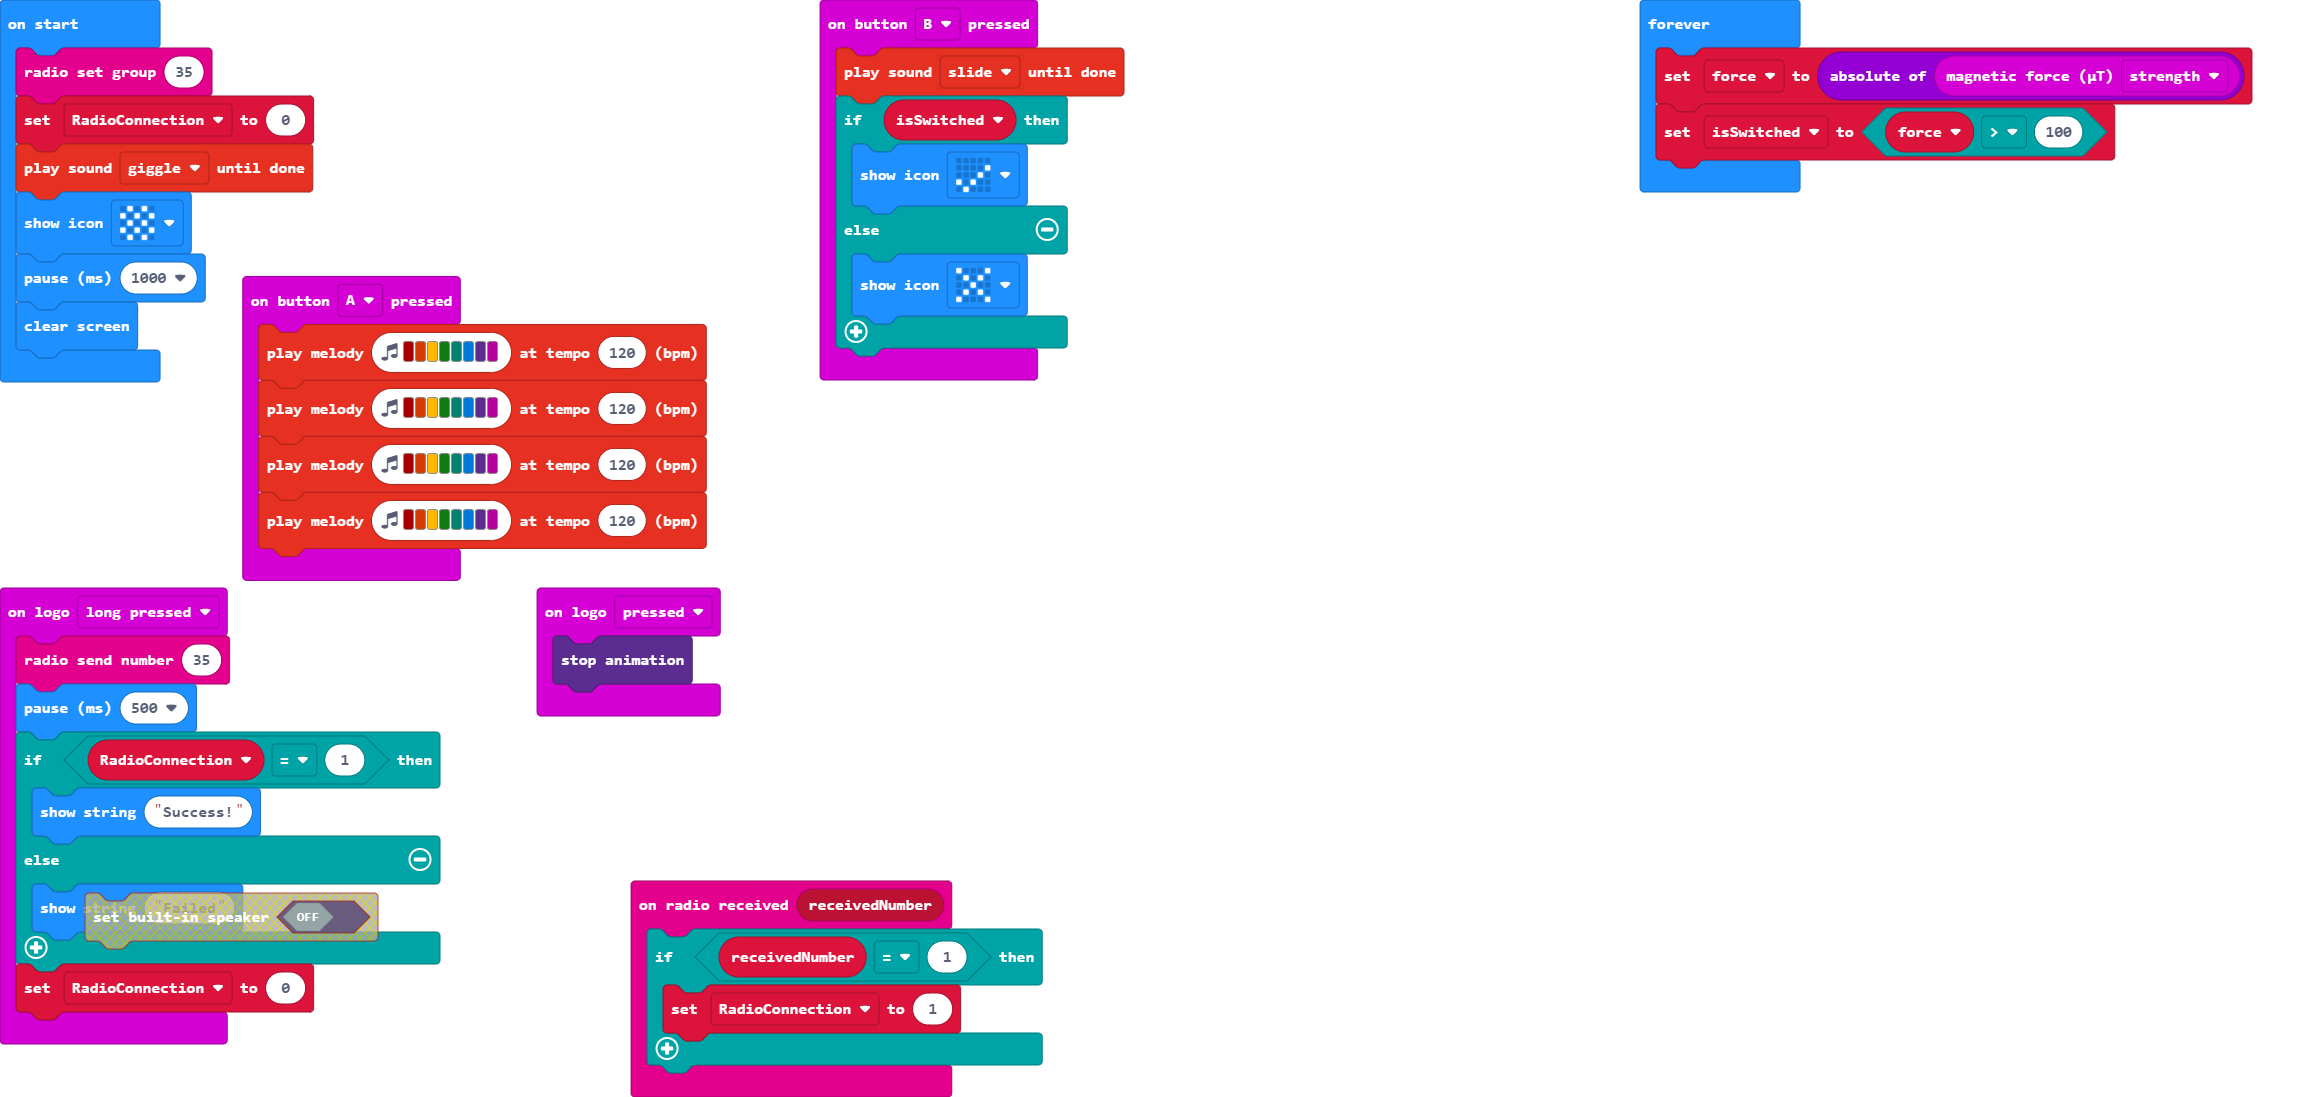 on start
radio set group 35
set RadioConnection to 0
play sound giggle until done
show icon
pause (ms) 1000
clear screen
on button A pressed
play melody at tempo 120 (bpm)
play melody at tempo 120 (bpm)
play melody at tempo 120 (bpm)
play melody at tempo 120 (bpm)
on button B pressed
play sound slide until done
if isSwitched then
show icon
else
show icon
forever
set force to absolute of magnetic force (µT) strength
set isSwitched to force > 100
on logo long pressed
radio send number 35
pause (ms) 500
if RadioConnection = 1 then
show string "Success!"
else
show string "Failed"
set built-in speaker OFF
set RadioConnection to 0
on logo pressed
stop animation
on radio received receivedNumber
if receivedNumber = 1 then
set RadioConnection to 1